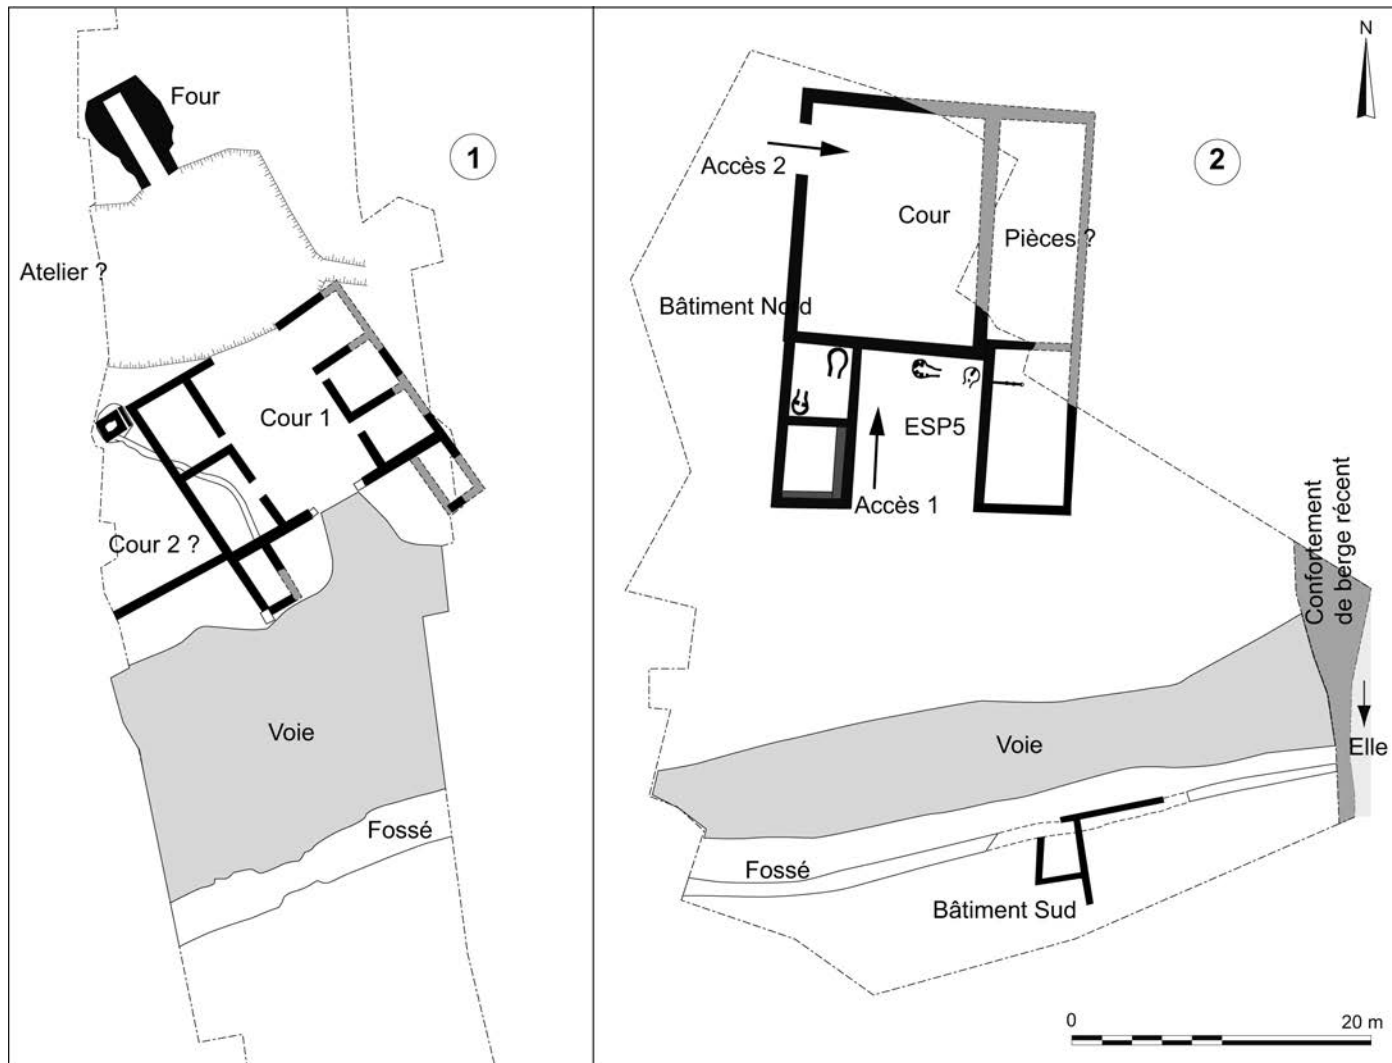 Four
1
Atelier ?
Cour 1
Cour 2 ?
Voie
Fossé
N
2
Accès 2
Cour
Pièces ?
Bâtiment Nord
ESP5
Accès 1
Confortement
de berge récent
Voie
Elle
Fossé
Bâtiment Sud
0
20 m